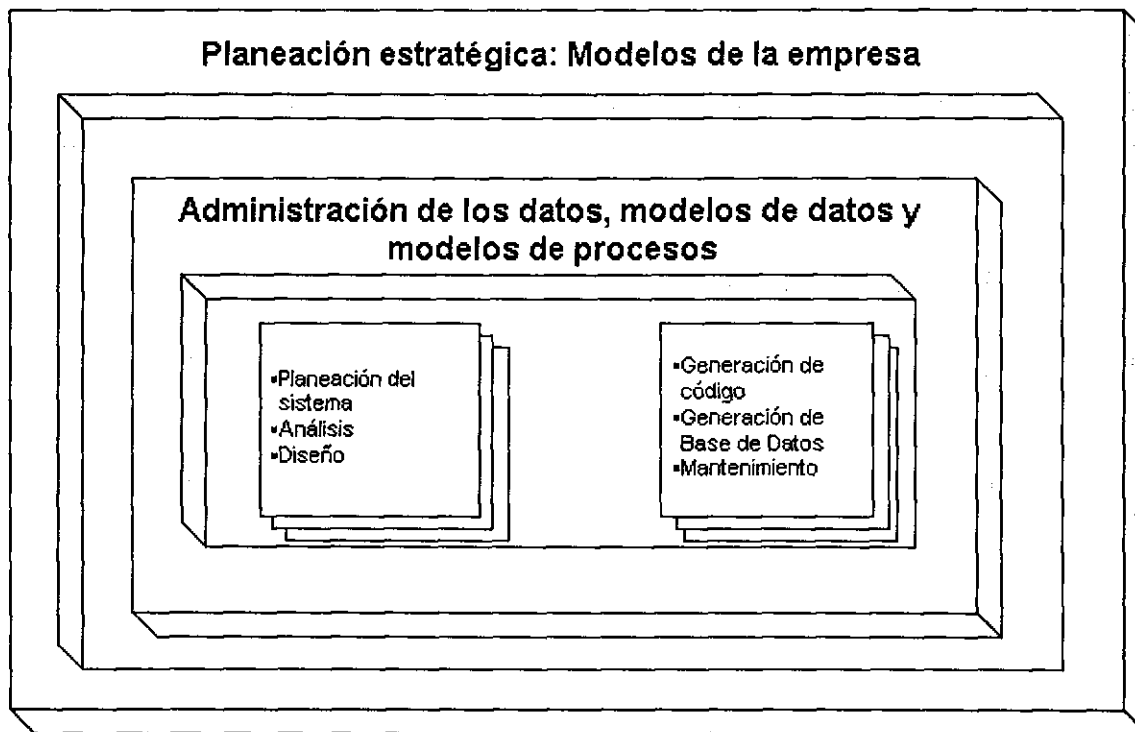 Planeación estratégica: Modelos de la empresa
Administración de los datos, modelos de datos y
modelos de procesos
▪Planeación del
sistema
▪Análisis
▪Diseño
▪Generación de
código
▪Generación de
Base de Datos
▪Mantenimiento